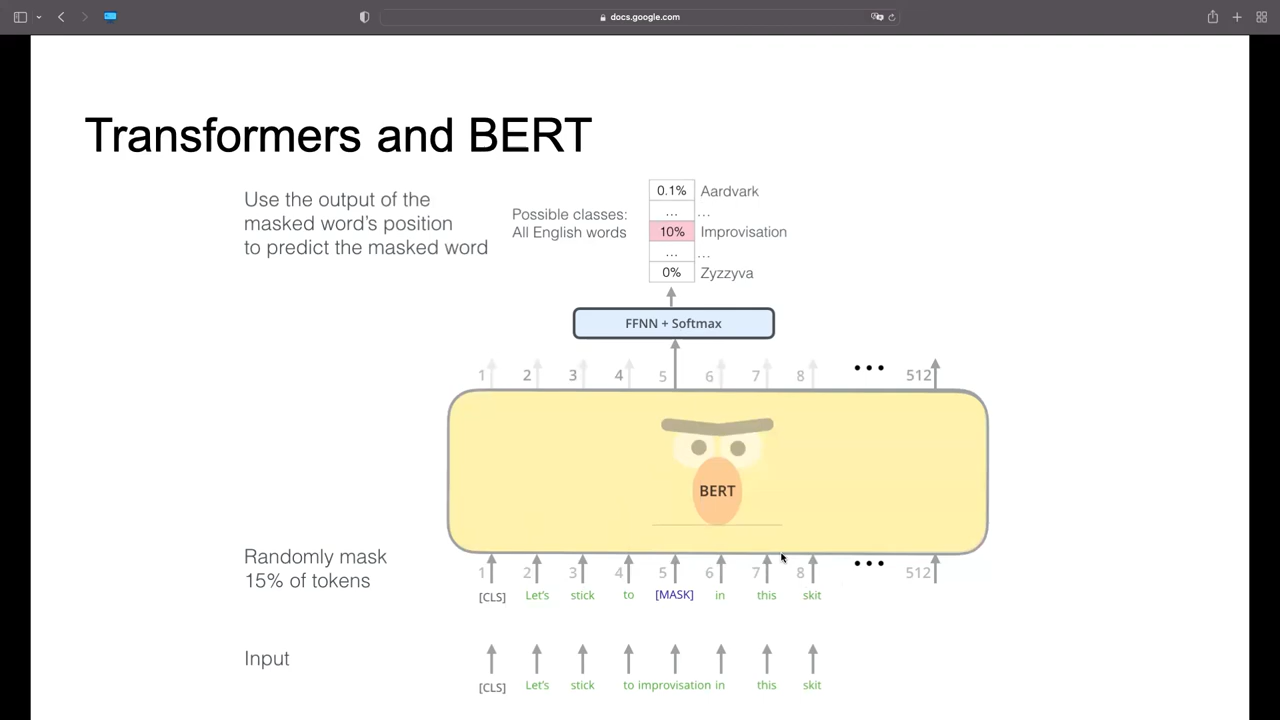 docs.google.com
Transformers and BERT
Use the output of the
masked word's position
to predict the masked word
Possible classes:
All English words
0.1% Aardvark
... ...
10% Improvisation
... ...
0% Zyzzyva
FFNN + Softmax
1 2 3 4 5 6 7 8 ••• 512
BERT
Randomly mask
15% of tokens
1 2 3 4 5 6 7 8 ••• 512
[CLS] Let's stick to [MASK] in this skit
Input
[CLS] Let's stick to improvisation in this skit